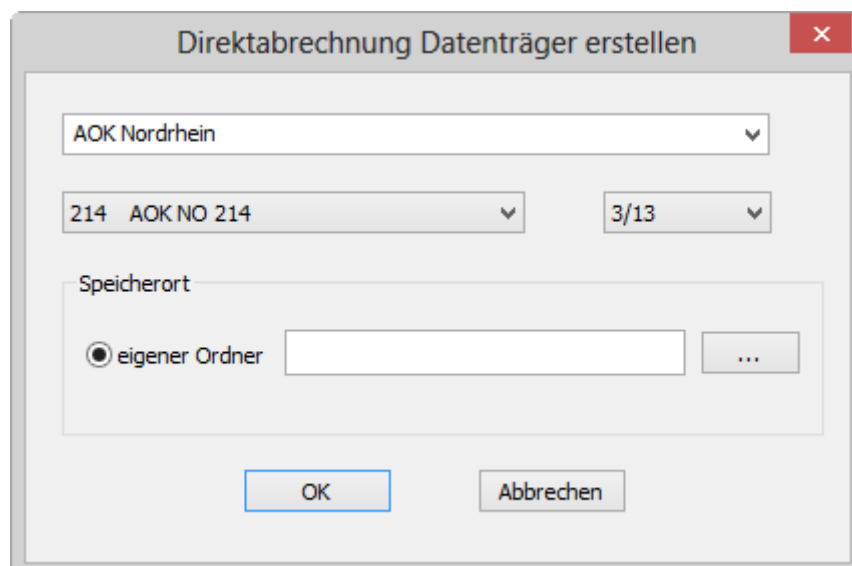 Direktabrechnung Datenträger erstellen
AOK Nordrhein
214 AOK NO 214 3/13
Speicherort
eigener Ordner ...
OK Abbrechen